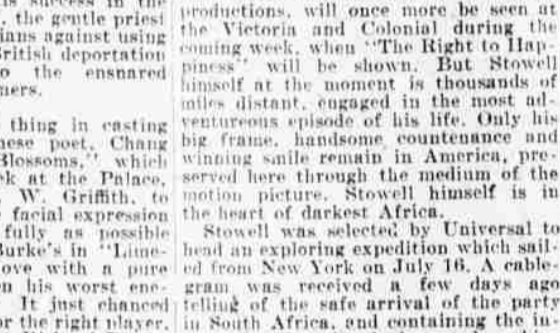 is success in the
, the gentle priest
ians against using
British deportation
o the ensnared
ners.
thing in casting
nese poet, Chang
Blossoms," which
ek at the Palace.
W. Griffith, to
facial expression
fully as possible
Burke's in "Lime-
ove with a pure
en his worst ene-
It just chanced
or the right player.
productions, will once more be seen at
the Victoria and Colonial during the
coming week, when "The Right to Hap-
piness" will be shown. But Stowell
himself at the moment is thousands of
miles distant, engaged in the most ad-
ventureous episode of his life. Only his
big frame, handsome countenance and
winning smile remain in America, pre-
served here through the medium of the
motion picture. Stowell himself is in
the heart of darkest Africa.
Stowell was selected by Universal to
head an exploring expedition which sail-
ed from New York on July 16. A cable-
gram was received a few days ago
telling of the safe arrival of the party
in South Africa, and containing the in-